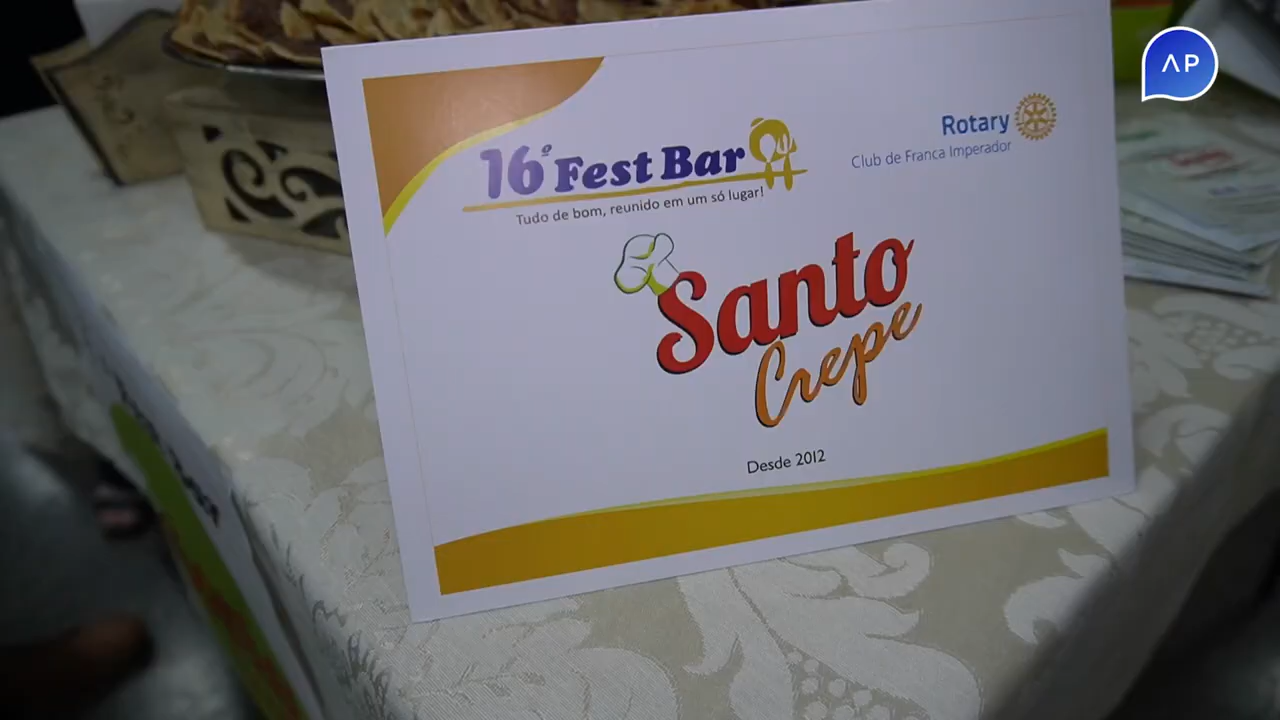 AP
16º Fest Bar
Tudo de bom, reunido em um só lugar!
Rotary
Club de Franca Imperador
Santo
Crepe
Desde 2012